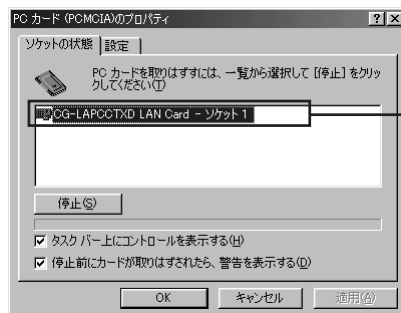 PC カード (PCMCIA)のプロパティ
ソケットの状態 設定
PC カードを取りはずすには、一覧から選択して [停止] をクリッ
クしてください(T)
CG-LAPCCTXD LAN Card - ソケット 1
停止(S)
タスク バー上にコントロールを表示する(H)
停止前にカードが取りはずされたら、警告を表示する(D)
OK キャンセル 適用(A)